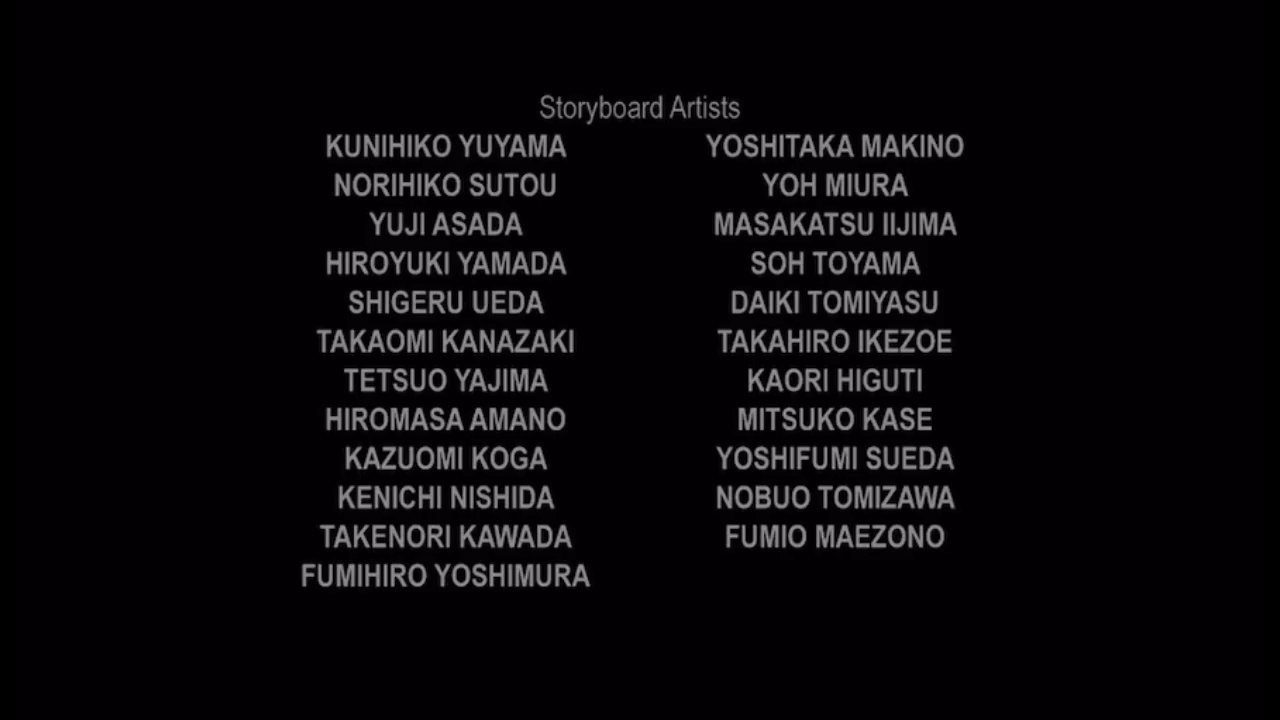 Storyboard Artists
KUNIHIKO YUYAMA
NORIHIKO SUTOU
YUJI ASADA
HIROYUKI YAMADA
SHIGERU UEDA
TAKAOMI KANAZAKI
TETSUO YAJIMA
HIROMASA AMANO
KAZUOMI KOGA
KENICHI NISHIDA
TAKENORI KAWADA
FUMIHIRO YOSHIMURA
YOSHITAKA MAKINO
YOH MIURA
MASAKATSU IIJIMA
SOH TOYAMA
DAIKI TOMIYASU
TAKAHIRO IKEZOE
KAORI HIGUTI
MITSUKO KASE
YOSHIFUMI SUEDA
NOBUO TOMIZAWA
FUMIO MAEZONO